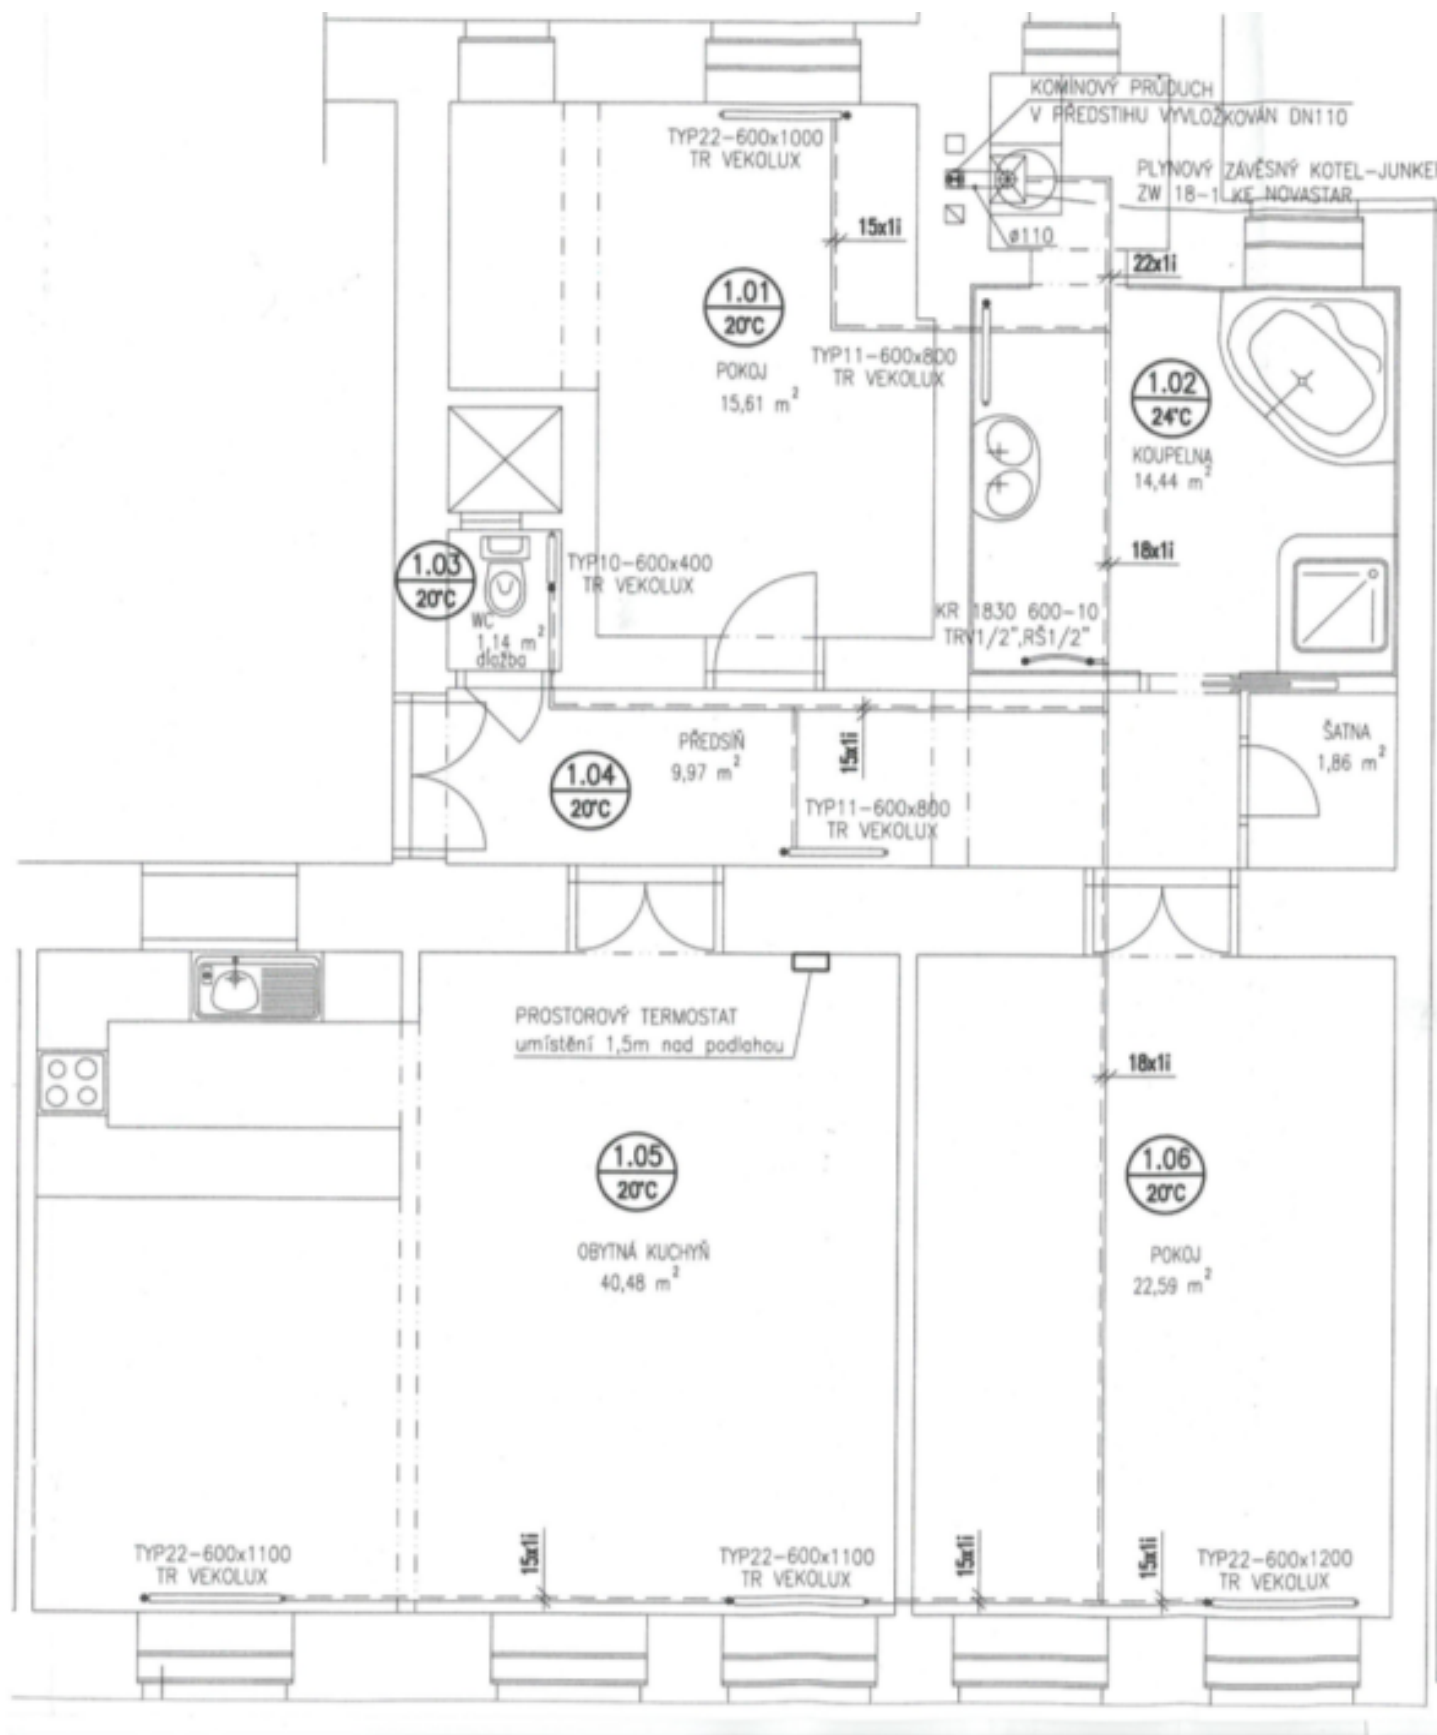 KOMÍNOVÝ PRŮDUCH
V PŘEDSTIHU VYVLOŽKOVÁN DN110
TYP22-600x1000
TR VEKOLUX
PLYNOVÝ ZÁVĚSNÝ KOTEL-JUNKE
ZW 18-1 KE NOVASTAR
ø110
15x1i
22x1i
1.01
20°C
POKOJ
15,61 m²
TYP11-600x800
TR VEKOLUX
1.02
24°C
KOUPELNA
14,44 m²
18x1i
1.03
20°C
WC
1,14 m²
dlažba
TYP10-600x400
TR VEKOLUX
KR 1830 600-10
TRV1/2",RŠ1/2"
PŘEDSÍŇ
9,97 m²
15x1i
ŠATNA
1,86 m²
1.04
20°C
TYP11-600x800
TR VEKOLUX
PROSTOROVÝ TERMOSTAT
umístění 1,5m nad podlahou
18x1i
1.05
20°C
OBYTNÁ KUCHYŇ
40,48 m²
1.06
20°C
POKOJ
22,59 m²
TYP22-600x1100
TR VEKOLUX
15x1i
TYP22-600x1100
TR VEKOLUX
15x1i
15x1i
TYP22-600x1200
TR VEKOLUX